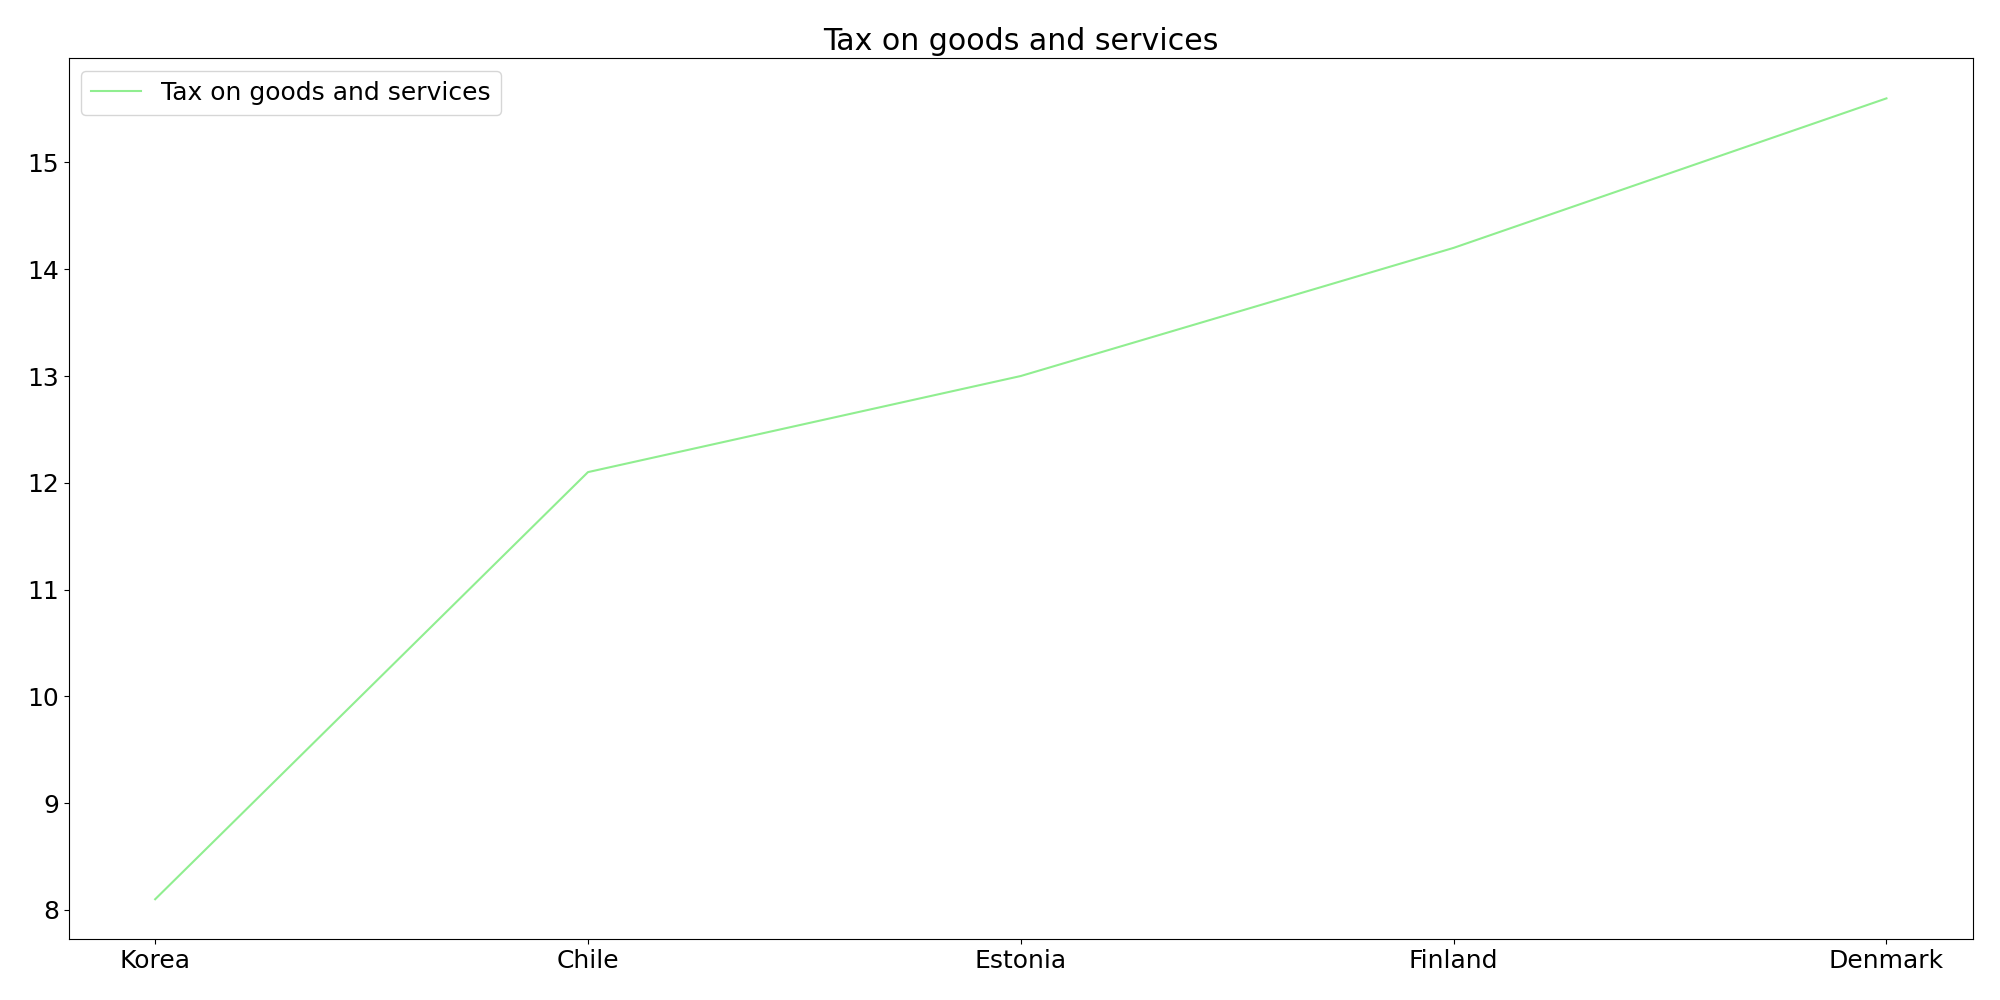 Tax on goods and services
Tax on goods and services
15
14
13
12
11
10
9
8
Korea Chile Estonia Finland Denmark